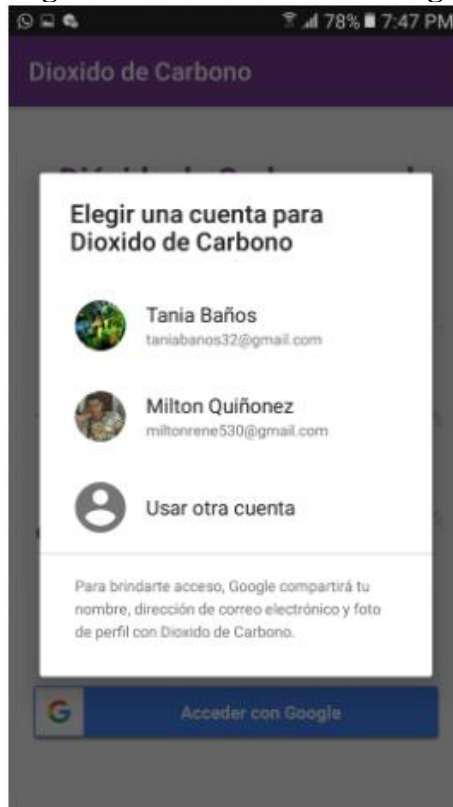 78% 7:47 PM
Dioxido de Carbono
Elegir una cuenta para
Dioxido de Carbono
Tania Baños
taniabanos32@gmail.com
Milton Quiñonez
miltonrene530@gmail.com
Usar otra cuenta
Para brindarte acceso, Google compartirá tu
nombre, dirección de correo electrónico y foto
de perfil con Dioxido de Carbono.
G Acceder con Google